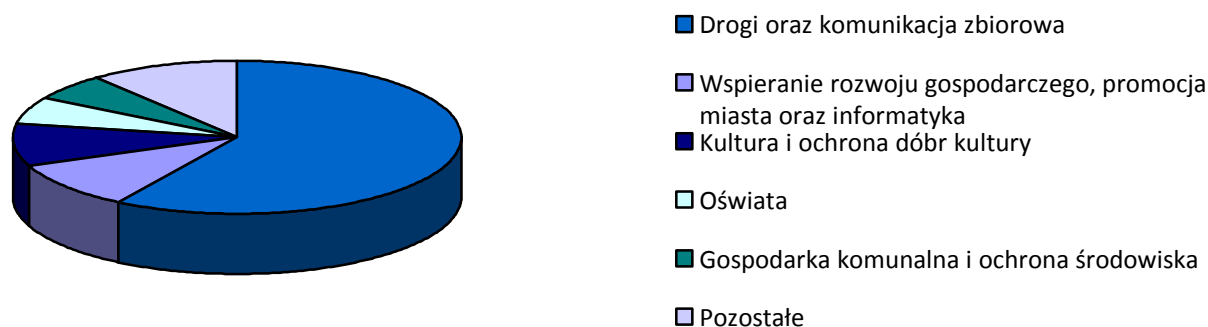 Drogi oraz komunikacja zbiorowa
Wspieranie rozwoju gospodarczego, promocja
miasta oraz informatyka
Kultura i ochrona dóbr kultury
Oświata
Gospodarka komunalna i ochrona środowiska
Pozostałe